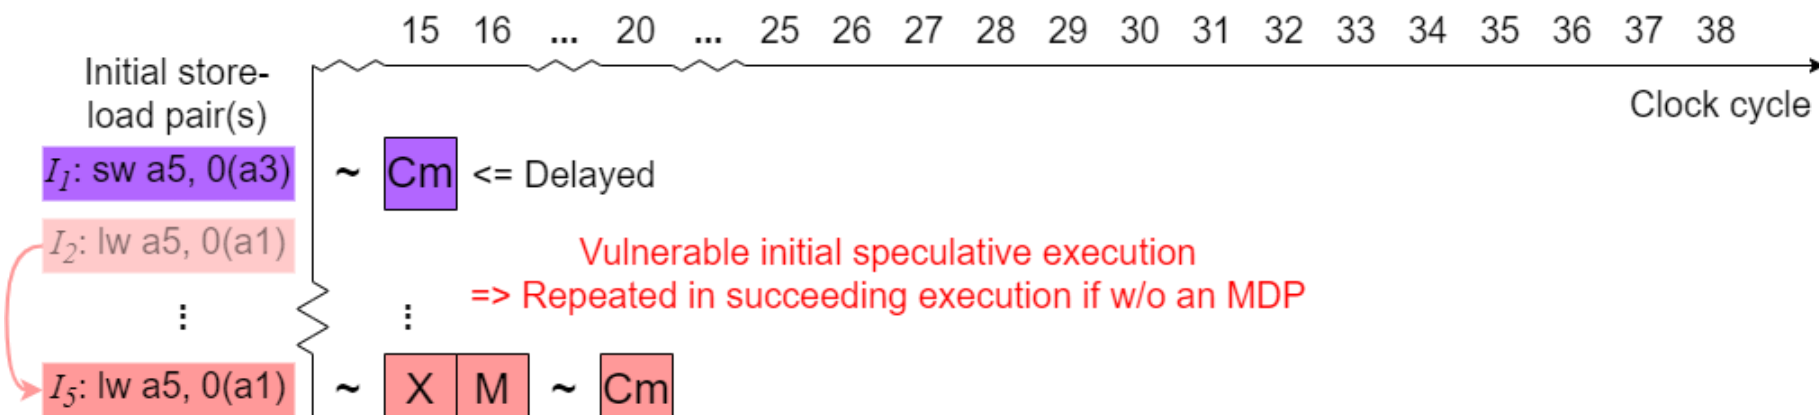 15 16 ... 20 ... 25 26 27 28 29 30 31 32 33 34 35 36 37 38
Initial store-
load pair(s)
Clock cycle
I1: sw a5, 0(a3) ~ Cm <= Delayed
I2: lw a5, 0(a1)
Vulnerable initial speculative execution
=> Repeated in succeeding execution if w/o an MDP
⋮ ⋮
I5: lw a5, 0(a1) ~ X M ~ Cm